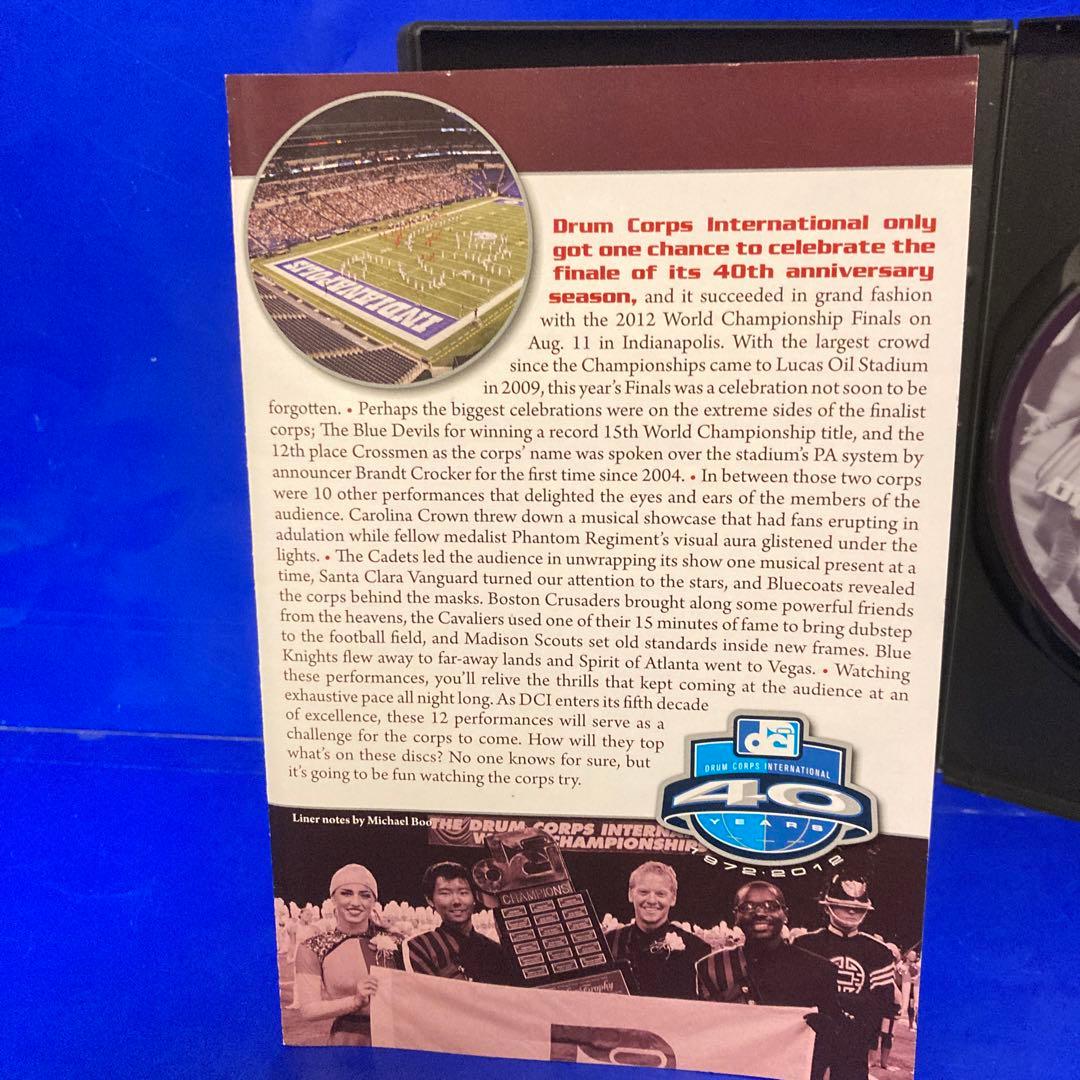 INDIANAPOLIS
Drum Corps International only
got one chance to celebrate the
finale of its 40th anniversary
season, and it succeeded in grand fashion
with the 2012 World Championship Finals on
Aug. 11 in Indianapolis. With the largest crowd
since the Championships came to Lucas Oil Stadium
in 2009, this year's Finals was a celebration not soon to be
forgotten. • Perhaps the biggest celebrations were on the extreme sides of the finalist
corps; The Blue Devils for winning a record 15th World Championship title, and the
12th place Crossmen as the corps' name was spoken over the stadium's PA system by
announcer Brandt Crocker for the first time since 2004. • In between those two corps
were 10 other performances that delighted the eyes and ears of the members of the
audience. Carolina Crown threw down a musical showcase that had fans erupting in
adulation while fellow medalist Phantom Regiment's visual aura glistened under the
lights. • The Cadets led the audience in unwrapping its show one musical present at a
time, Santa Clara Vanguard turned our attention to the stars, and Bluecoats revealed
the corps behind the masks. Boston Crusaders brought along some powerful friends
from the heavens, the Cavaliers used one of their 15 minutes of fame to bring dubstep
to the football field, and Madison Scouts set old standards inside new frames. Blue
Knights flew away to far-away lands and Spirit of Atlanta went to Vegas. • Watching
these performances, you'll relive the thrills that kept coming at the audience at an
exhaustive pace all night long. As DCI enters its fifth decade
of excellence, these 12 performances will serve as a
challenge for the corps to come. How will they top
what's on these discs? No one knows for sure, but
it's going to be fun watching the corps try.
dci
DRUM CORPS INTERNATIONAL
40
YEARS
1972·2012
Liner notes by Michael Boo
THE DRUM CORPS INTERNA
CHAMPIONSHIP
CHAMPIONS